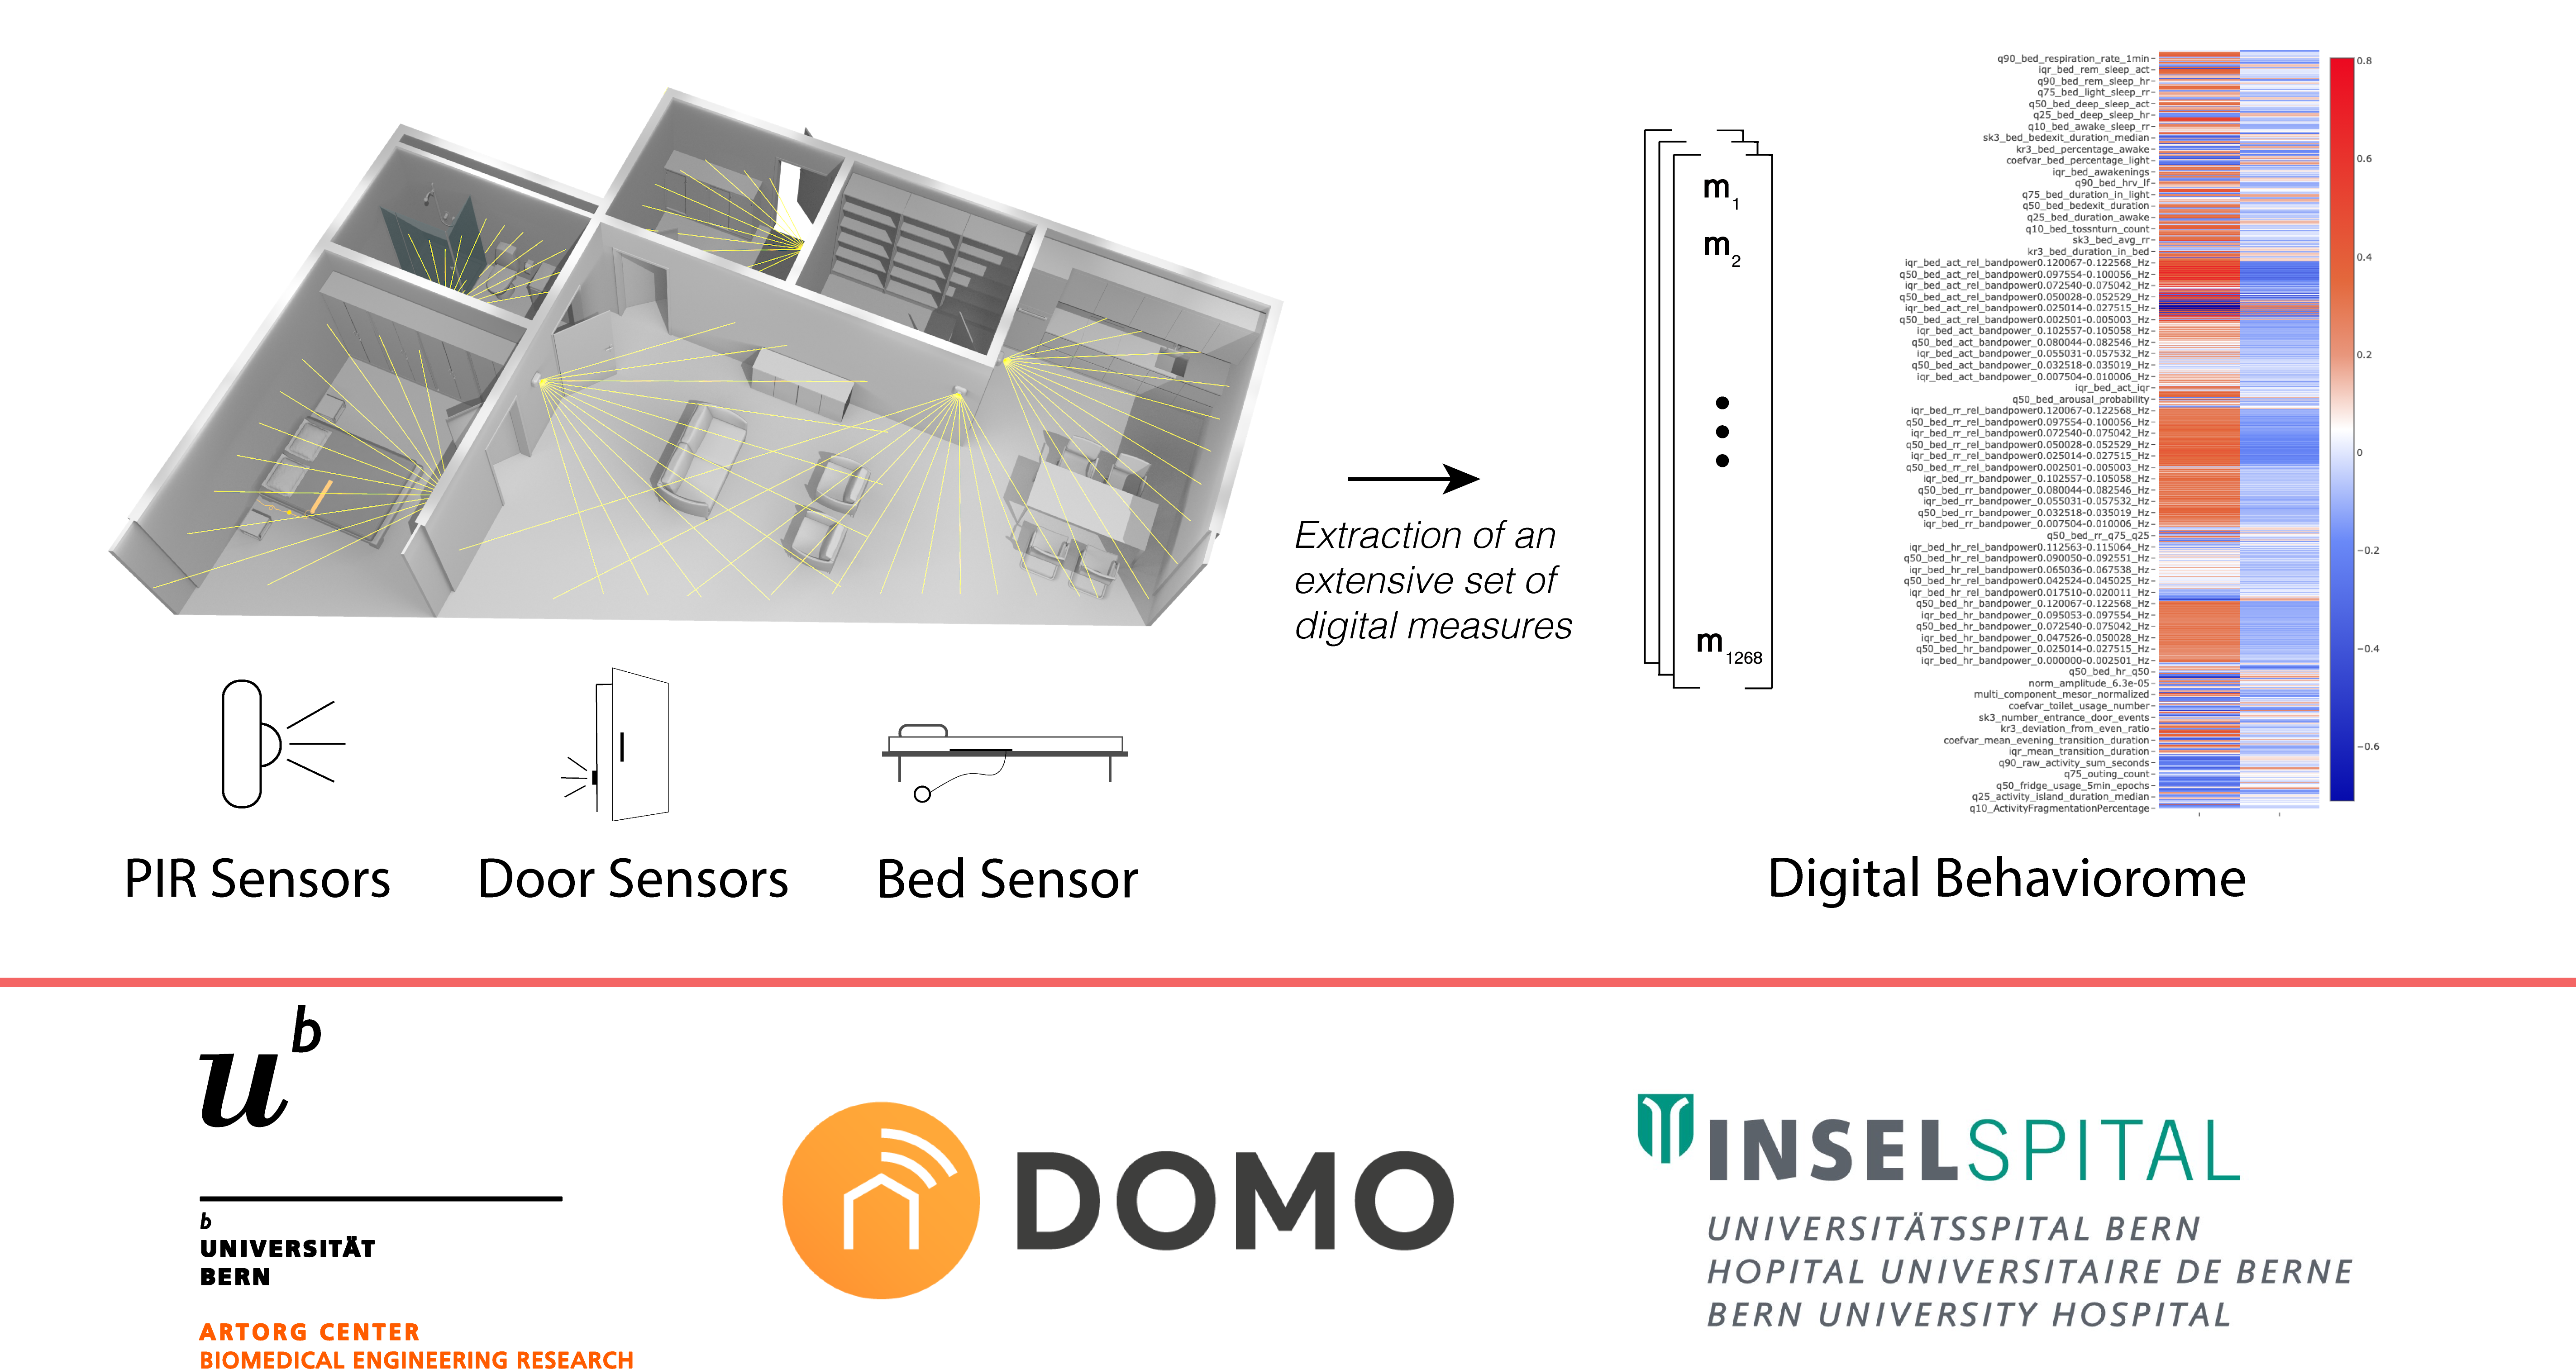 PIR Sensors
Door Sensors
Bed Sensor
Extraction of an
extensive set of
digital measures
m1
m2
m1268
q90_bed_respiration_rate_1min
iqr_bed_rem_sleep_act
q90_bed_rem_sleep_hr
q75_bed_light_sleep_rr
q50_bed_deep_sleep_act
q25_bed_deep_sleep_hr
q10_bed_awake_sleep_rr
sk3_bed_bedexit_duration_median
kr3_bed_percentage_awake
coefvar_bed_percentage_light
iqr_bed_awakenings
q90_bed_hrv_lf
q75_bed_duration_in_light
q50_bed_bedexit_duration
q25_bed_duration_awake
q10_bed_tossnturn_count
sk3_bed_avg_rr
kr3_bed_duration_in_bed
iqr_bed_act_rel_bandpower0.120067-0.122568_Hz
q50_bed_act_rel_bandpower0.097554-0.100056_Hz
iqr_bed_act_rel_bandpower0.072540-0.075042_Hz
q50_bed_act_rel_bandpower0.050028-0.052529_Hz
iqr_bed_act_rel_bandpower0.025014-0.027515_Hz
q50_bed_act_rel_bandpower0.002501-0.005003_Hz
iqr_bed_act_bandpower_0.102557-0.105058_Hz
q50_bed_act_bandpower_0.080044-0.082546_Hz
iqr_bed_act_bandpower_0.055031-0.057532_Hz
q50_bed_act_bandpower_0.032518-0.035019_Hz
iqr_bed_act_bandpower_0.007504-0.010006_Hz
iqr_bed_act_iqr
q50_bed_arousal_probability
iqr_bed_rr_rel_bandpower0.120067-0.122568_Hz
q50_bed_rr_rel_bandpower0.097554-0.100056_Hz
iqr_bed_rr_rel_bandpower0.072540-0.075042_Hz
q50_bed_rr_rel_bandpower0.050028-0.052529_Hz
iqr_bed_rr_rel_bandpower0.025014-0.027515_Hz
q50_bed_rr_rel_bandpower0.002501-0.005003_Hz
iqr_bed_rr_bandpower_0.102557-0.105058_Hz
q50_bed_rr_bandpower_0.080044-0.082546_Hz
iqr_bed_rr_bandpower_0.055031-0.057532_Hz
q50_bed_rr_bandpower_0.032518-0.035019_Hz
iqr_bed_rr_bandpower_0.007504-0.010006_Hz
q50_bed_rr_q75_q25
iqr_bed_hr_rel_bandpower0.112563-0.115064_Hz
q50_bed_hr_rel_bandpower0.090050-0.092551_Hz
iqr_bed_hr_rel_bandpower0.065036-0.067538_Hz
q50_bed_hr_rel_bandpower0.042524-0.045025_Hz
iqr_bed_hr_rel_bandpower0.017510-0.020011_Hz
q50_bed_hr_bandpower_0.120067-0.122568_Hz
iqr_bed_hr_bandpower_0.095053-0.097554_Hz
q50_bed_hr_bandpower_0.072540-0.075042_Hz
iqr_bed_hr_bandpower_0.047526-0.050028_Hz
q50_bed_hr_bandpower_0.025014-0.027515_Hz
iqr_bed_hr_bandpower_0.000000-0.002501_Hz
q50_bed_hr_q50
norm_amplitude_6.3e-05
multi_component_mesor_normalized
coefvar_toilet_usage_number
sk3_number_entrance_door_events
kr3_deviation_from_even_ratio
coefvar_mean_evening_transition_duration
iqr_mean_transition_duration
q90_raw_activity_sum_seconds
q75_outing_count
q50_fridge_usage_5min_epochs
q25_activity_island_duration_median
q10_ActivityFragmentationPercentage
0.8
0.6
0.4
0.2
0
−0.2
−0.4
−0.6
Digital Behaviorome
ub
b
UNIVERSITÄT
BERN
ARTORG CENTER
BIOMEDICAL ENGINEERING RESEARCH
DOMO
INSELSPITAL
UNIVERSITÄTSSPITAL BERN
HOPITAL UNIVERSITAIRE DE BERNE
BERN UNIVERSITY HOSPITAL